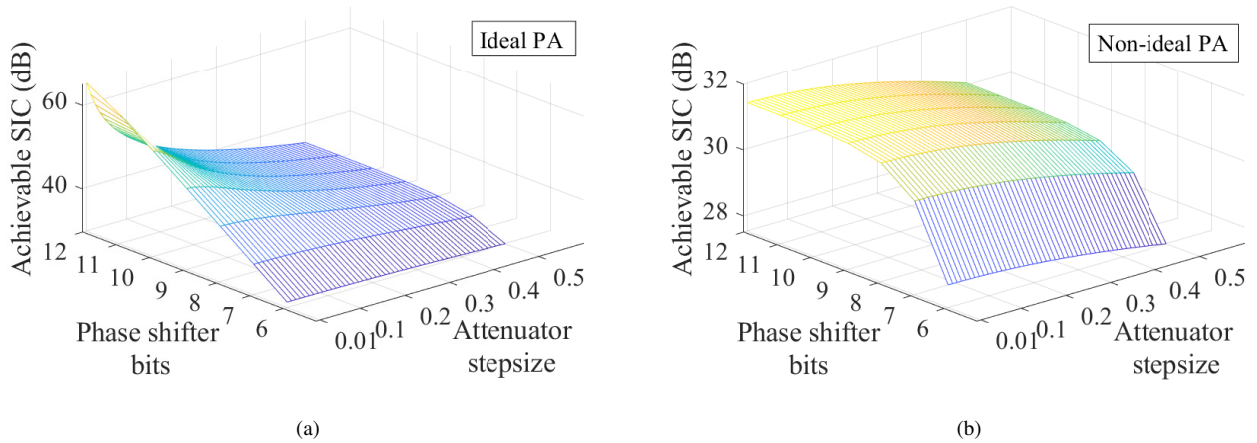 Ideal PA
Achievable SIC (dB)
60
40
12
11
10
9
8
7
6
Phase shifter
bits
0.01
0.1
0.2
0.3
0.4
0.5
Attenuator
stepsize
(a)
Non-ideal PA
Achievable SIC (dB)
32
30
28
12
11
10
9
8
7
6
Phase shifter
bits
0.01
0.1
0.2
0.3
0.4
0.5
Attenuator
stepsize
(b)